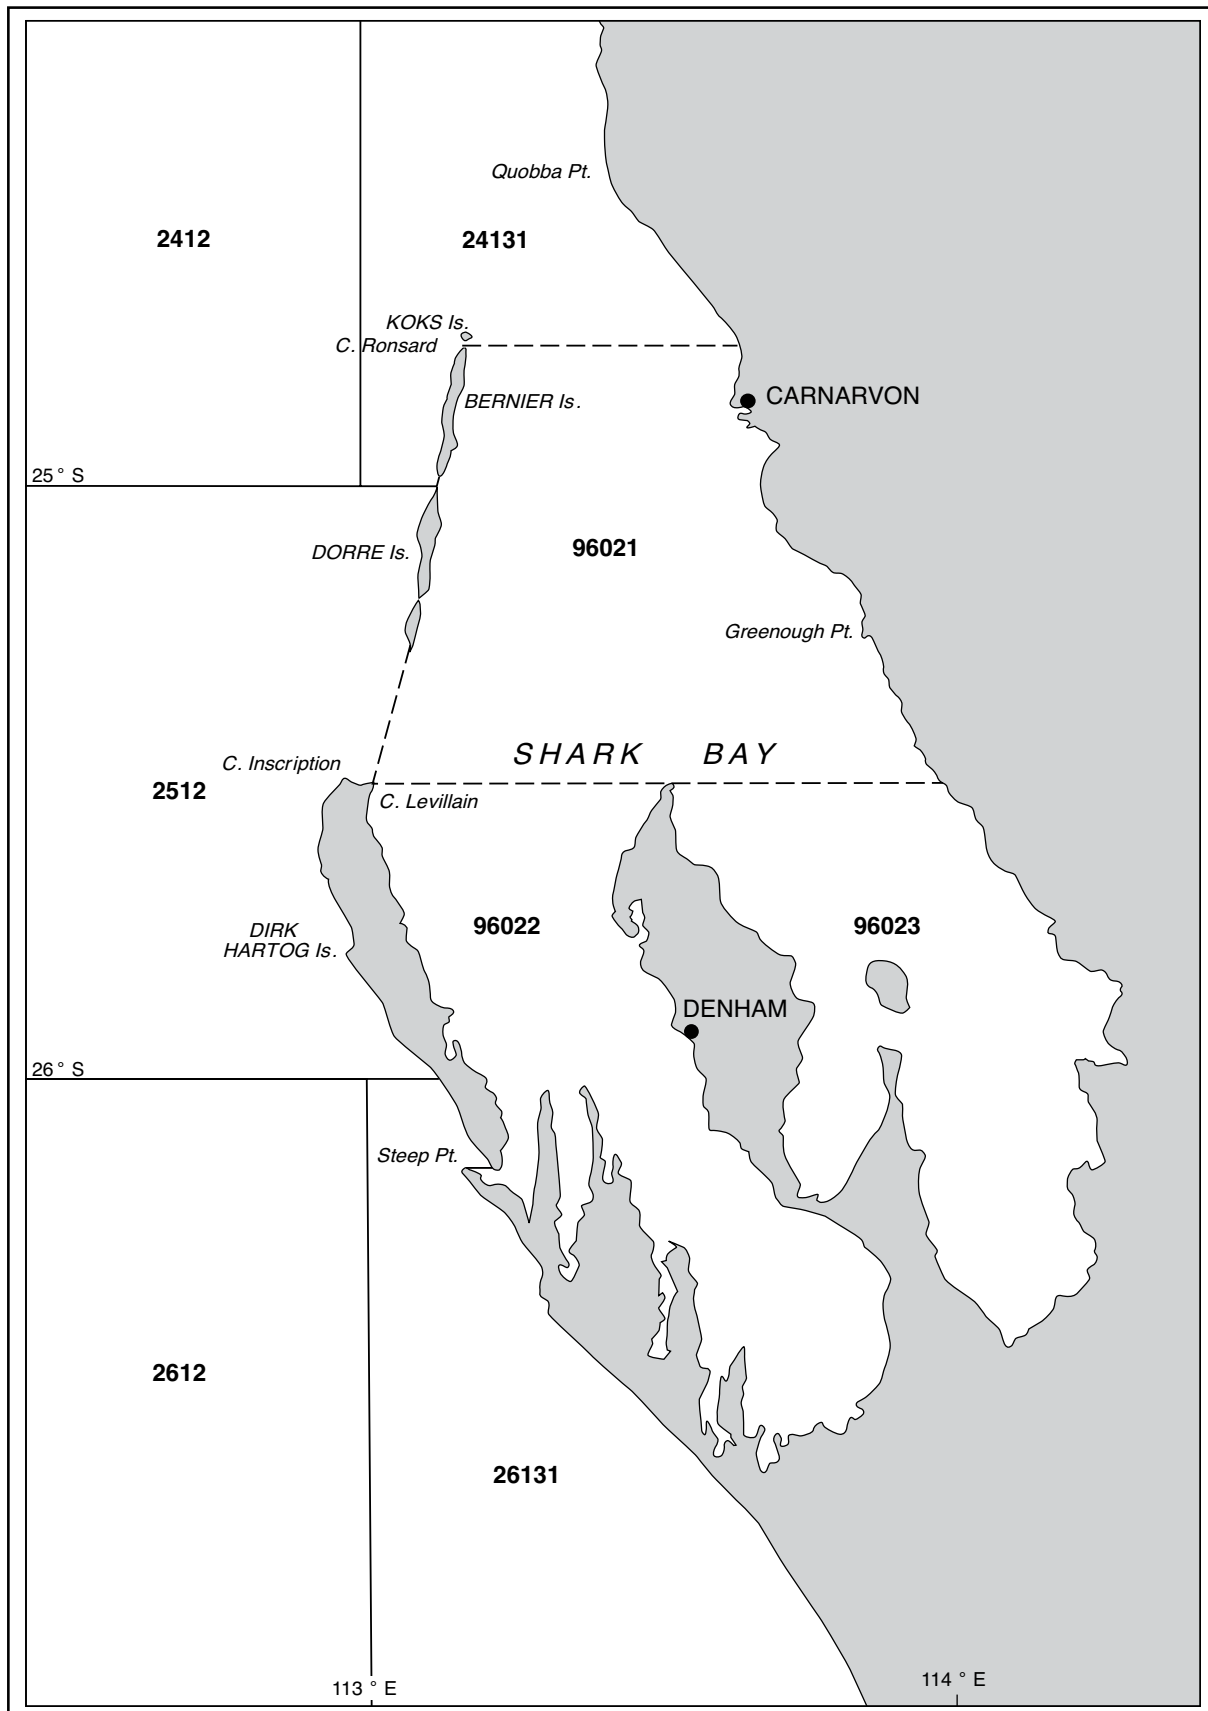 Quobba Pt.
2412
24131
KOKS Is.
C. Ronsard
CARNARVON
BERNIER Is.
25° S
96021
DORRE Is.
Greenough Pt.
SHARK BAY
C. Inscription
2512
C. Levillain
96022
96023
DIRK
HARTOG Is.
DENHAM
26° S
Steep Pt.
2612
26131
113° E
114° E